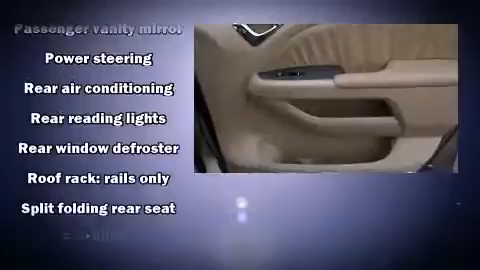 Passenger vanity mirror
Power steering
Rear air conditioning
Rear reading lights
Rear window defroster
Roof rack: rails only
Split folding rear seat